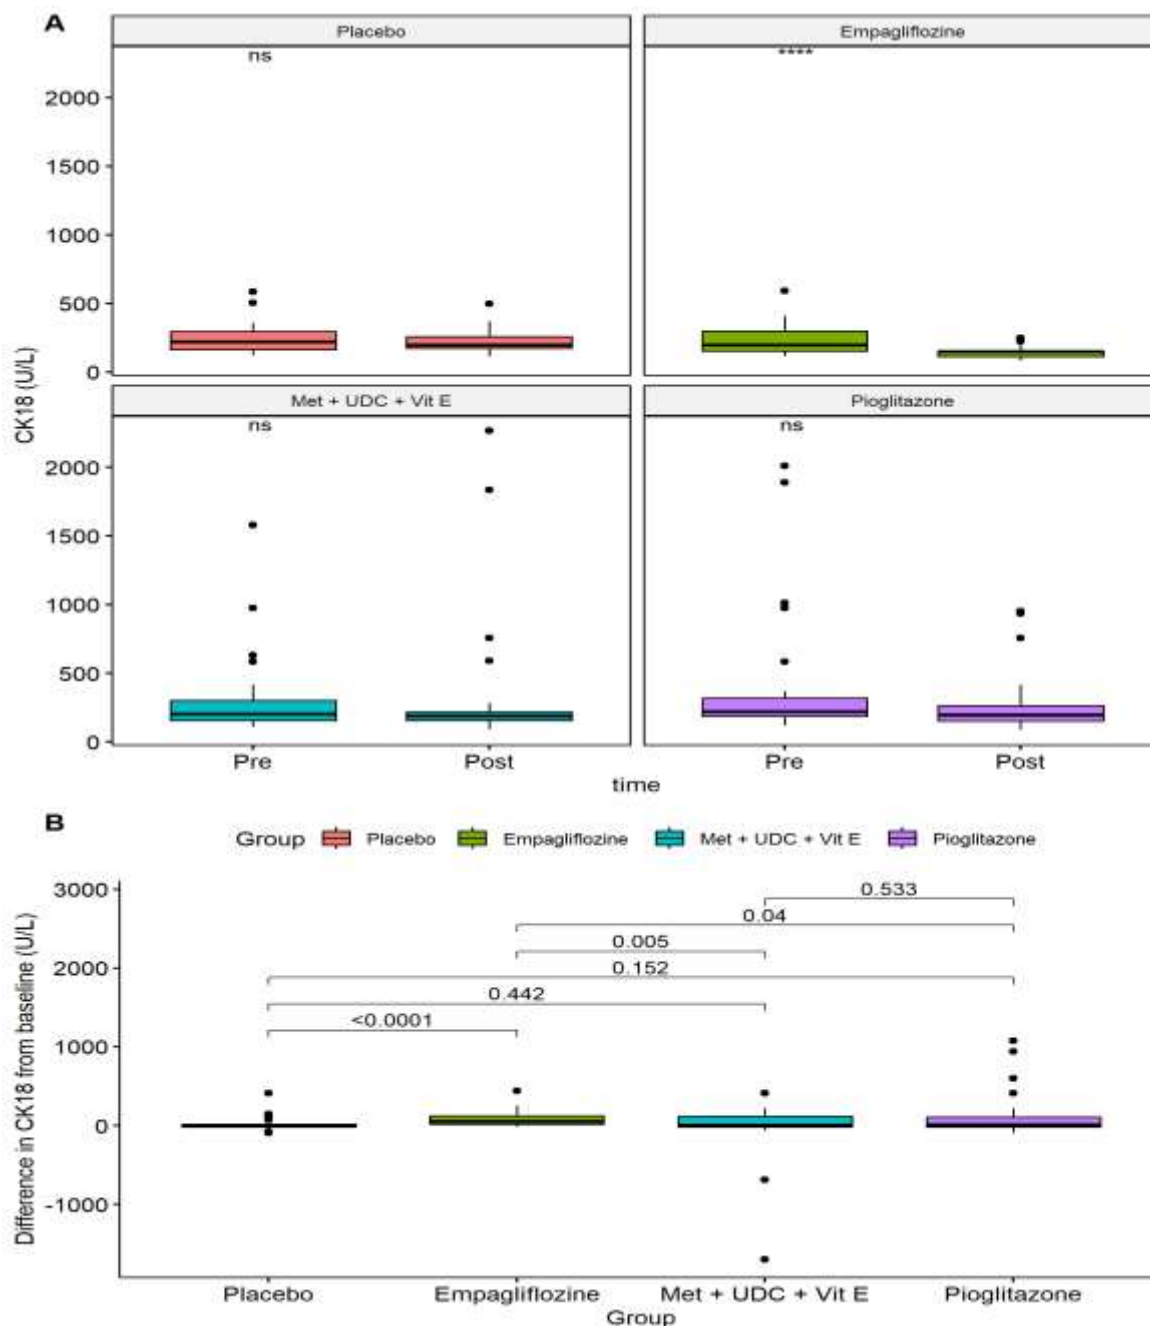 A
Placebo
Empagliflozine
ns
****
2000
1500
1000
500
0
CK18 (U/L)
Met + UDC + Vit E
Pioglitazone
ns
ns
2000
1500
1000
500
0
Pre
Post
Pre
Post
time
B
Group Placebo Empagliflozine Met + UDC + Vit E Pioglitazone
Difference in CK18 from baseline (U/L)
3000
2000
1000
0
-1000
0.533
0.04
0.005
0.152
0.442
<0.0001
Placebo
Empagliflozine
Met + UDC + Vit E
Pioglitazone
Group